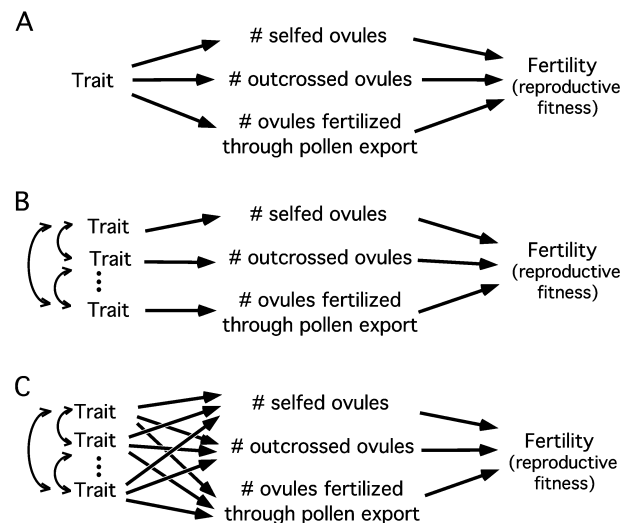 A
# selfed ovules
Trait
# outcrossed ovules
# ovules fertilized
through pollen export
Fertility
(reproductive
fitness)
B
Trait
# selfed ovules
Trait
# outcrossed ovules
Trait
# ovules fertilized
through pollen export
Fertility
(reproductive
fitness)
C
Trait
# selfed ovules
Trait
# outcrossed ovules
Trait
# ovules fertilized
through pollen export
Fertility
(reproductive
fitness)